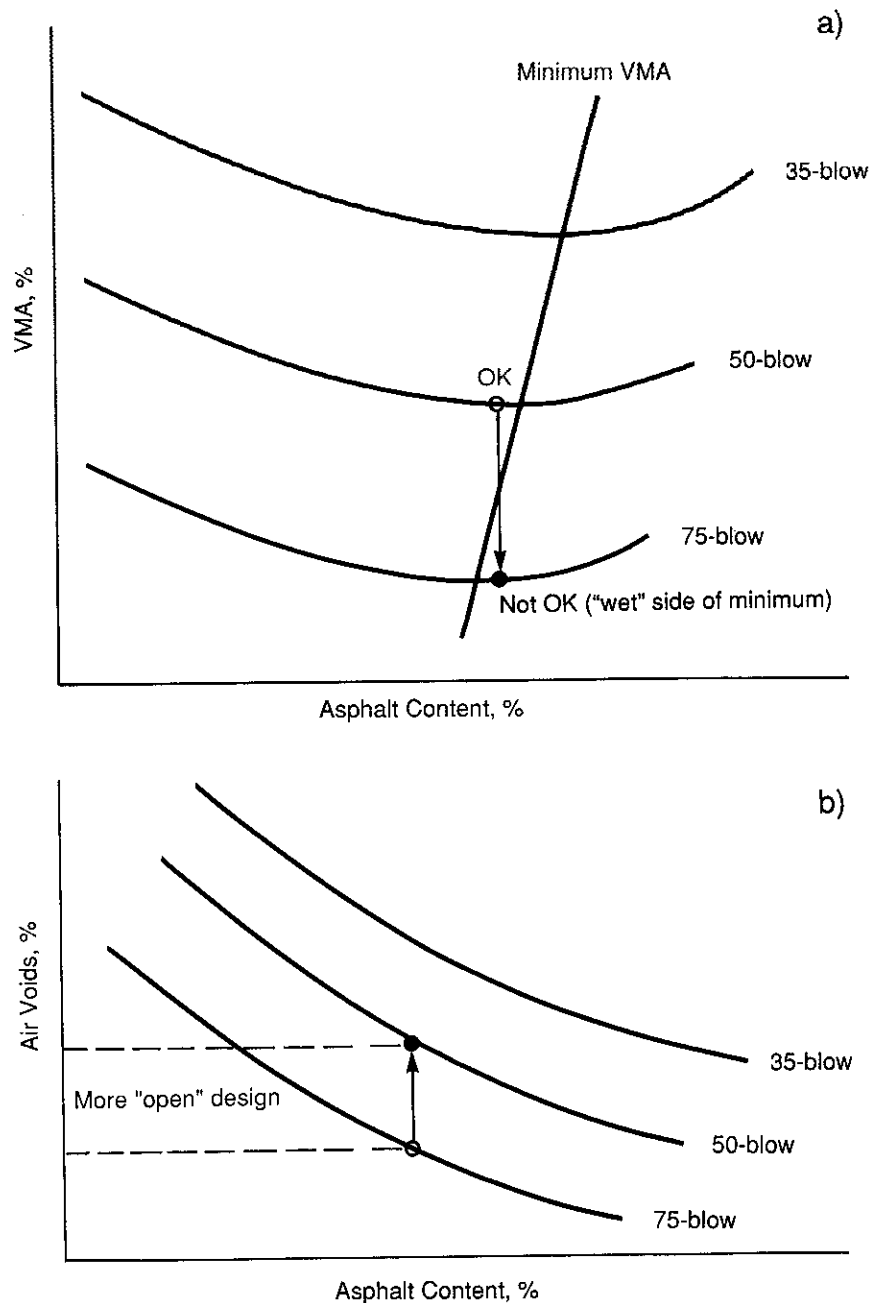 a)
Minimum VMA
35-blow
VMA, %
OK
50-blow
75-blow
Not OK (“wet” side of minimum)
Asphalt Content, %
b)
Air Voids, %
More "open" design
35-blow
50-blow
75-blow
Asphalt Content, %